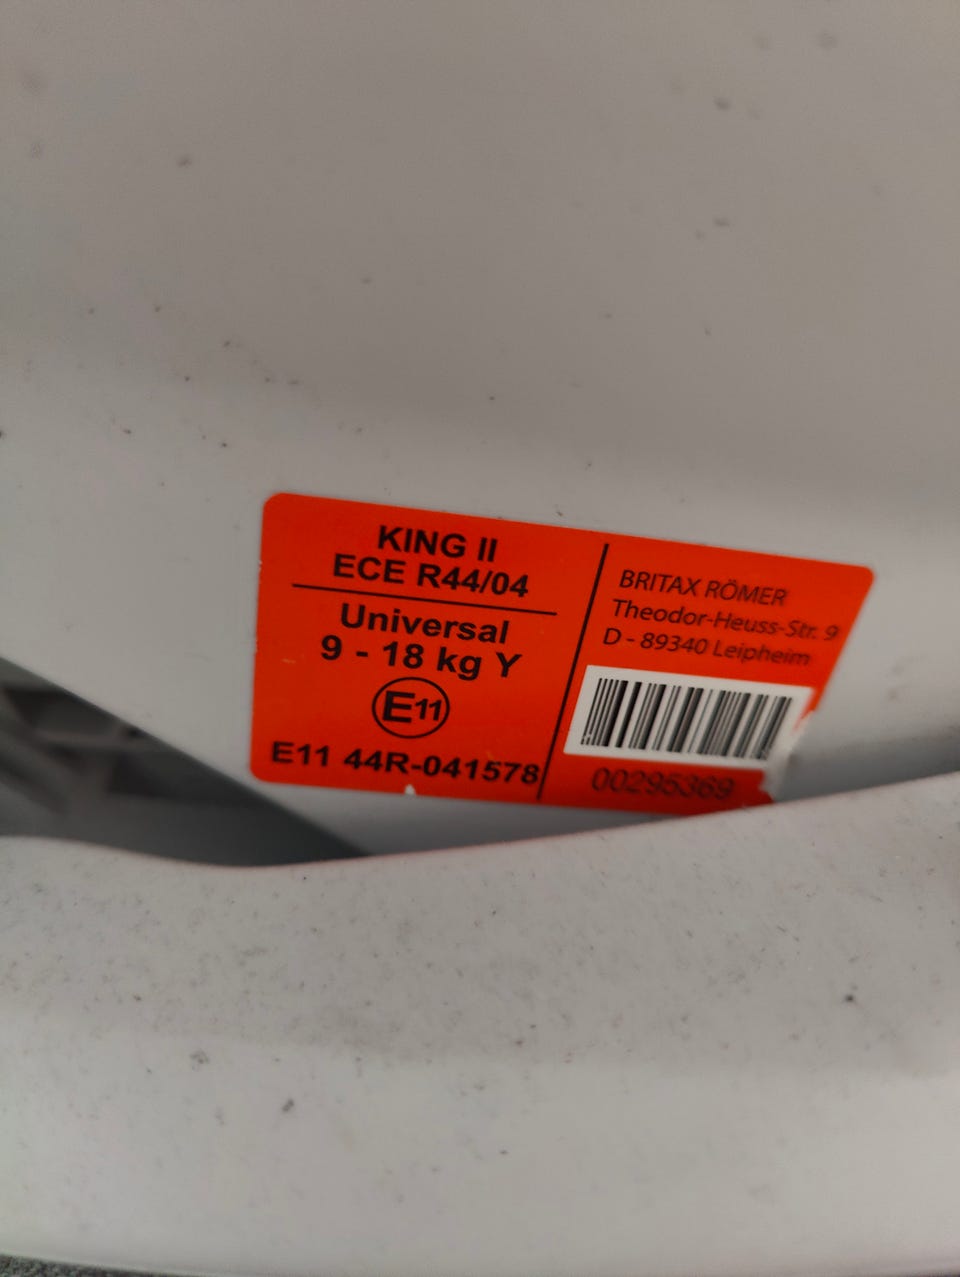 KING II
ECE R44/04
Universal
9 - 18 kg Y
E11
E11 44R-041578
BRITAX RÖMER
Theodor-Heuss-Str. 9
D - 89340 Leipheim
00295369